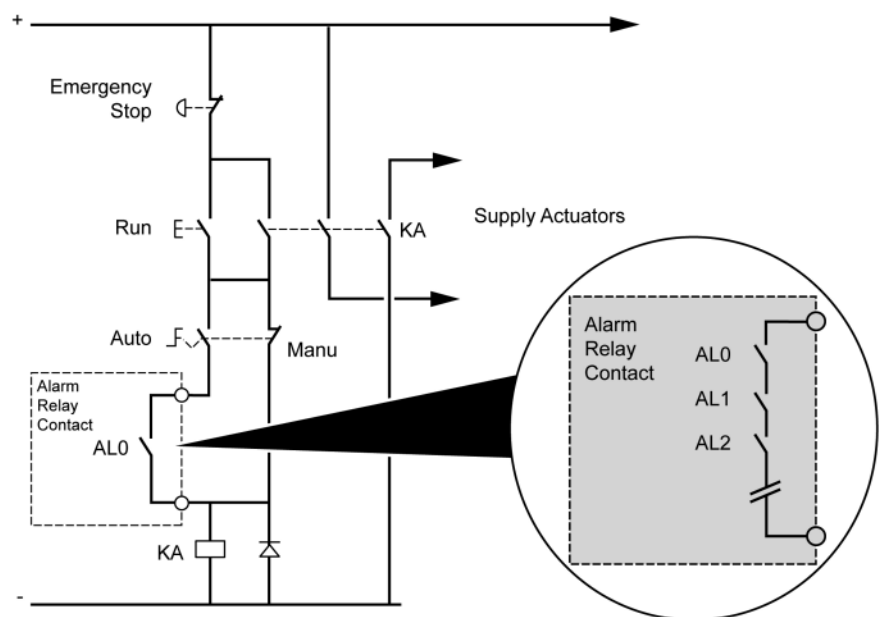 +
Emergency
Stop
Run
KA
Supply Actuators
Auto
Manu
Alarm
Relay
Contact
AL0
KA
-
Alarm
Relay
Contact
AL0
AL1
AL2